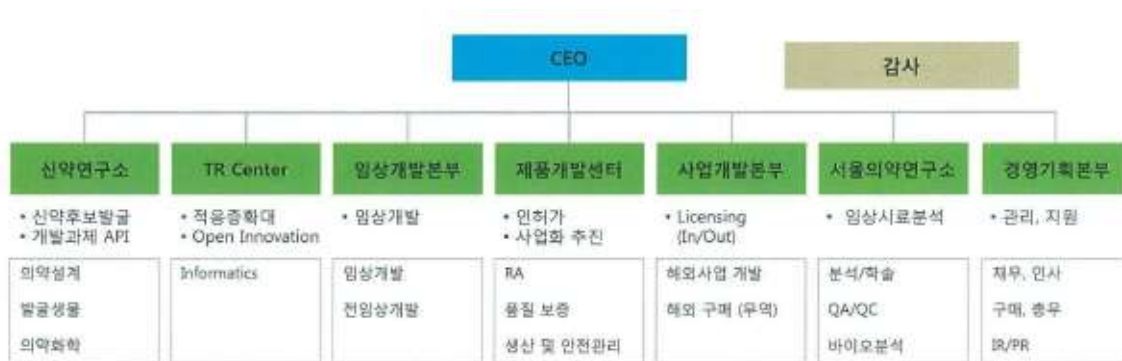 CEO
감사
신약연구소
TR Center
임상개발본부
제품개발센터
사업개발본부
서울의약연구소
경영기획본부
• 신약후보발굴
• 개발과제 API
• 적응증확대
• Open Innovation
• 임상개발
• 인허가
• 사업화 추진
• Licensing
(In/Out)
• 임상시료분석
• 관리, 지원
의약설계
발굴생물
의약화학
Informatics
임상개발
전임상개발
RA
품질 보증
생산 및 안전관리
해외사업 개발
해외 구매 (무역)
분석/학술
QA/QC
바이오분석
재무, 인사
구매, 총무
IR/PR